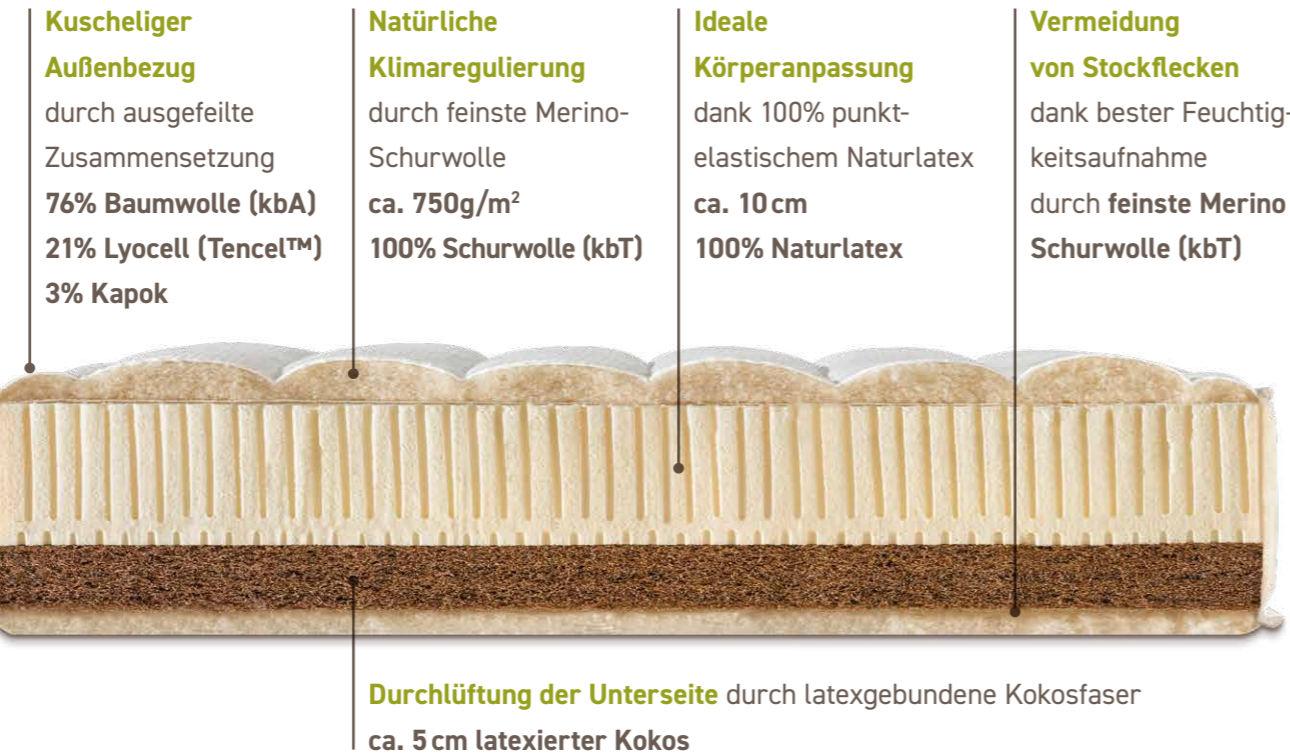 Kuscheliger
Außenbezug
durch ausgefeilte
Zusammensetzung
76% Baumwolle (kbA)
21% Lyocell (Tencel™)
3% Kapok
Natürliche
Klimaregulierung
durch feinste Merino-
Schurwolle
ca. 750g/m²
100% Schurwolle (kbT)
Ideale
Körperanpassung
dank 100% punkt-
elastischem Naturlatex
ca. 10 cm
100% Naturlatex
Vermeidung
von Stockflecken
dank bester Feuchtig-
keitsaufnahme
durch feinste Merino
Schurwolle (kbT)
Durchlüftung der Unterseite durch latexgebundene Kokosfaser
ca. 5 cm latexierter Kokos